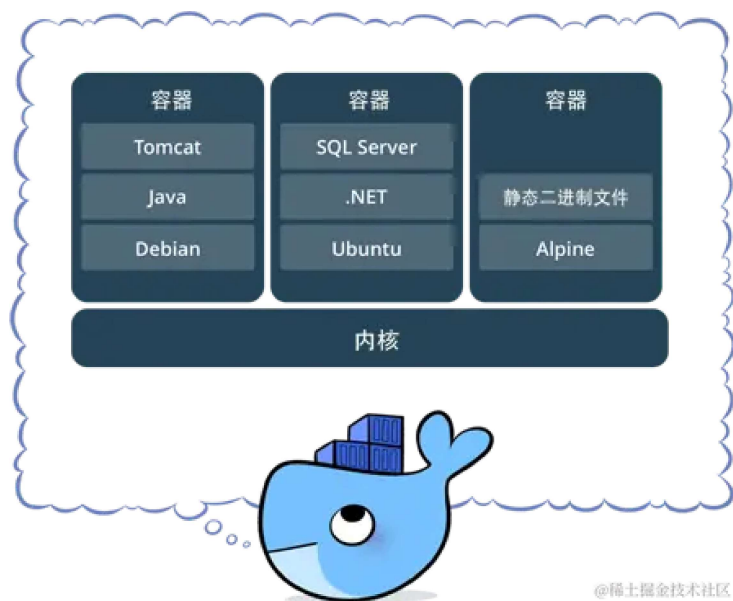 容器
Tomcat
Java
Debian
容器
SQL Server
.NET
Ubuntu
容器
静态二进制文件
Alpine
内核
@稀土掘金技术社区